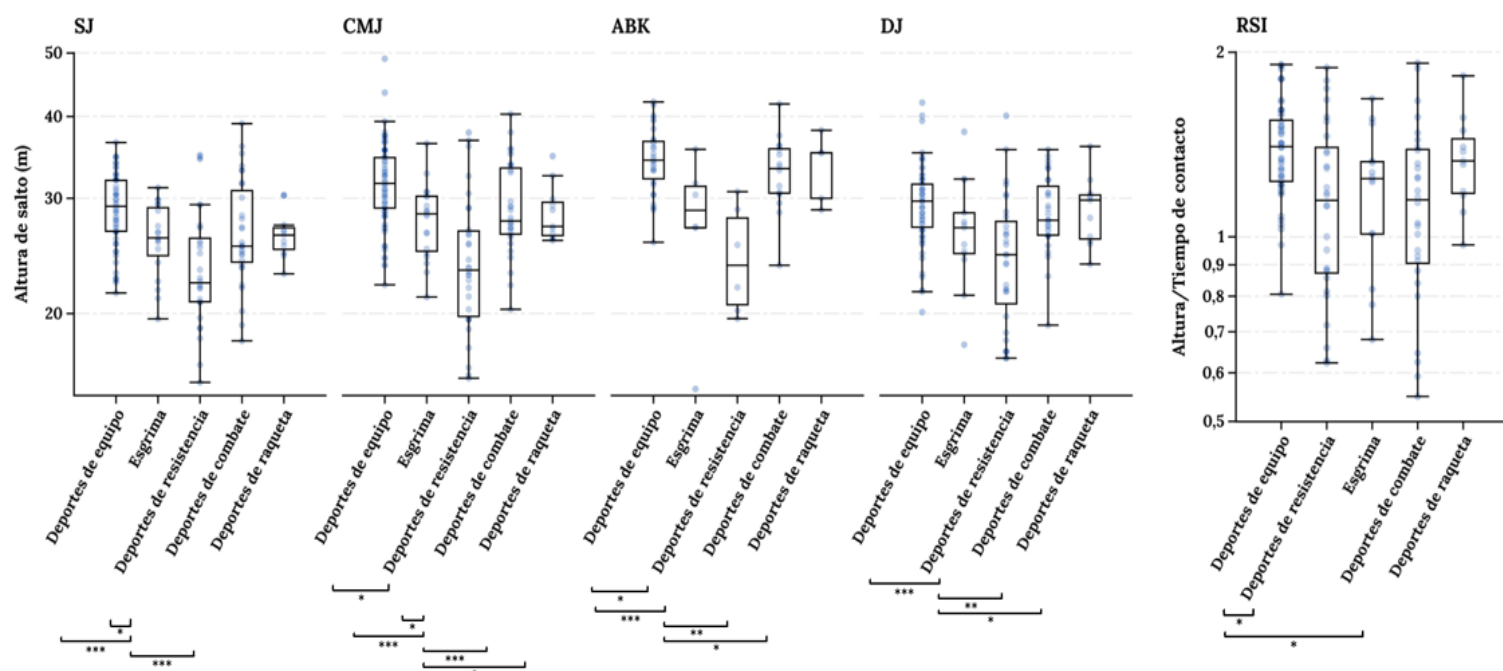 SJ
CMJ
ABK
DJ
RSI
Altura de salto (m)
50
40
30
20
Altura/Tiempo de contacto
2
1
0,9
0,8
0,7
0,6
0,5
Deportes de equipo
Esgrima
Deportes de resistencia
Deportes de combate
Deportes de raqueta
Deportes de equipo
Esgrima
Deportes de resistencia
Deportes de combate
Deportes de raqueta
Deportes de equipo
Esgrima
Deportes de resistencia
Deportes de combate
Deportes de raqueta
Deportes de equipo
Esgrima
Deportes de resistencia
Deportes de combate
Deportes de raqueta
Deportes de equipo
Deportes de resistencia
Esgrima
Deportes de combate
Deportes de raqueta
*
***
***
*
*
***
***
*
***
**
*
***
**
*
*
*